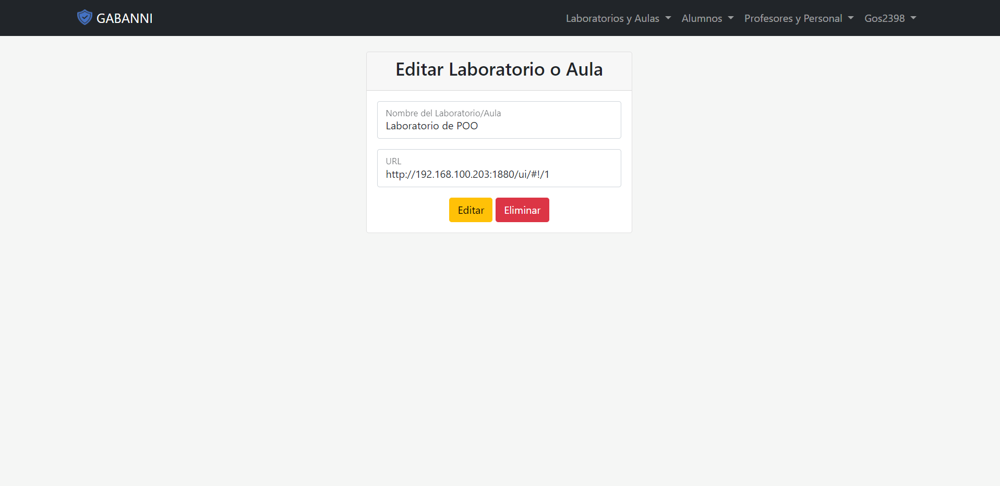 GABANNI
Laboratorios y Aulas
Alumnos
Profesores y Personal
Gos2398
Editar Laboratorio o Aula
Nombre del Laboratorio/Aula
Laboratorio de POO
URL
http://192.168.100.203:1880/ui/#!/1
Editar
Eliminar